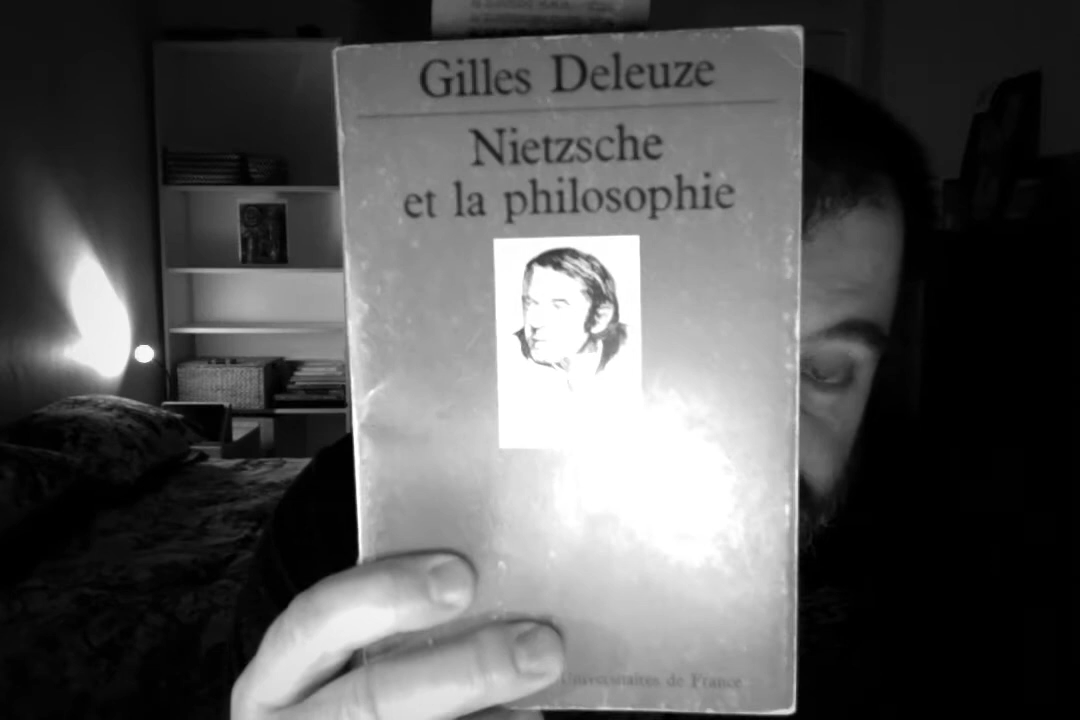 Gilles Deleuze
Nietzsche
et la philosophie
Universitaires de France